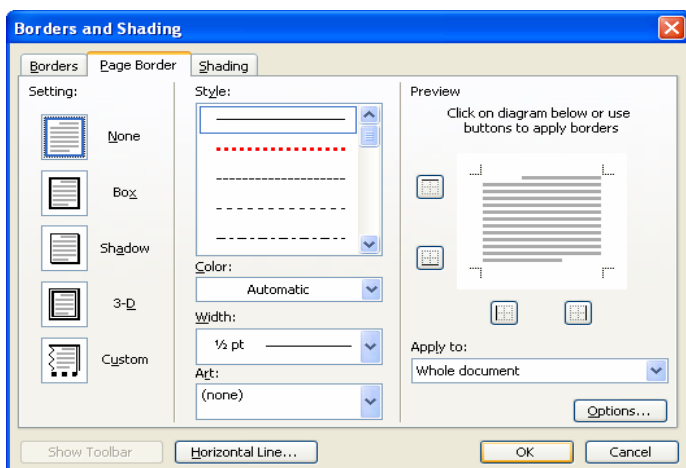 Borders and Shading
Borders
Page Border
Shading
Setting:
None
Box
Shadow
3-D
Custom
Style:
Color:
Automatic
Width:
½ pt
Art:
(none)
Preview
Click on diagram below or use
buttons to apply borders
Apply to:
Whole document
Options...
Show Toolbar
Horizontal Line...
OK
Cancel